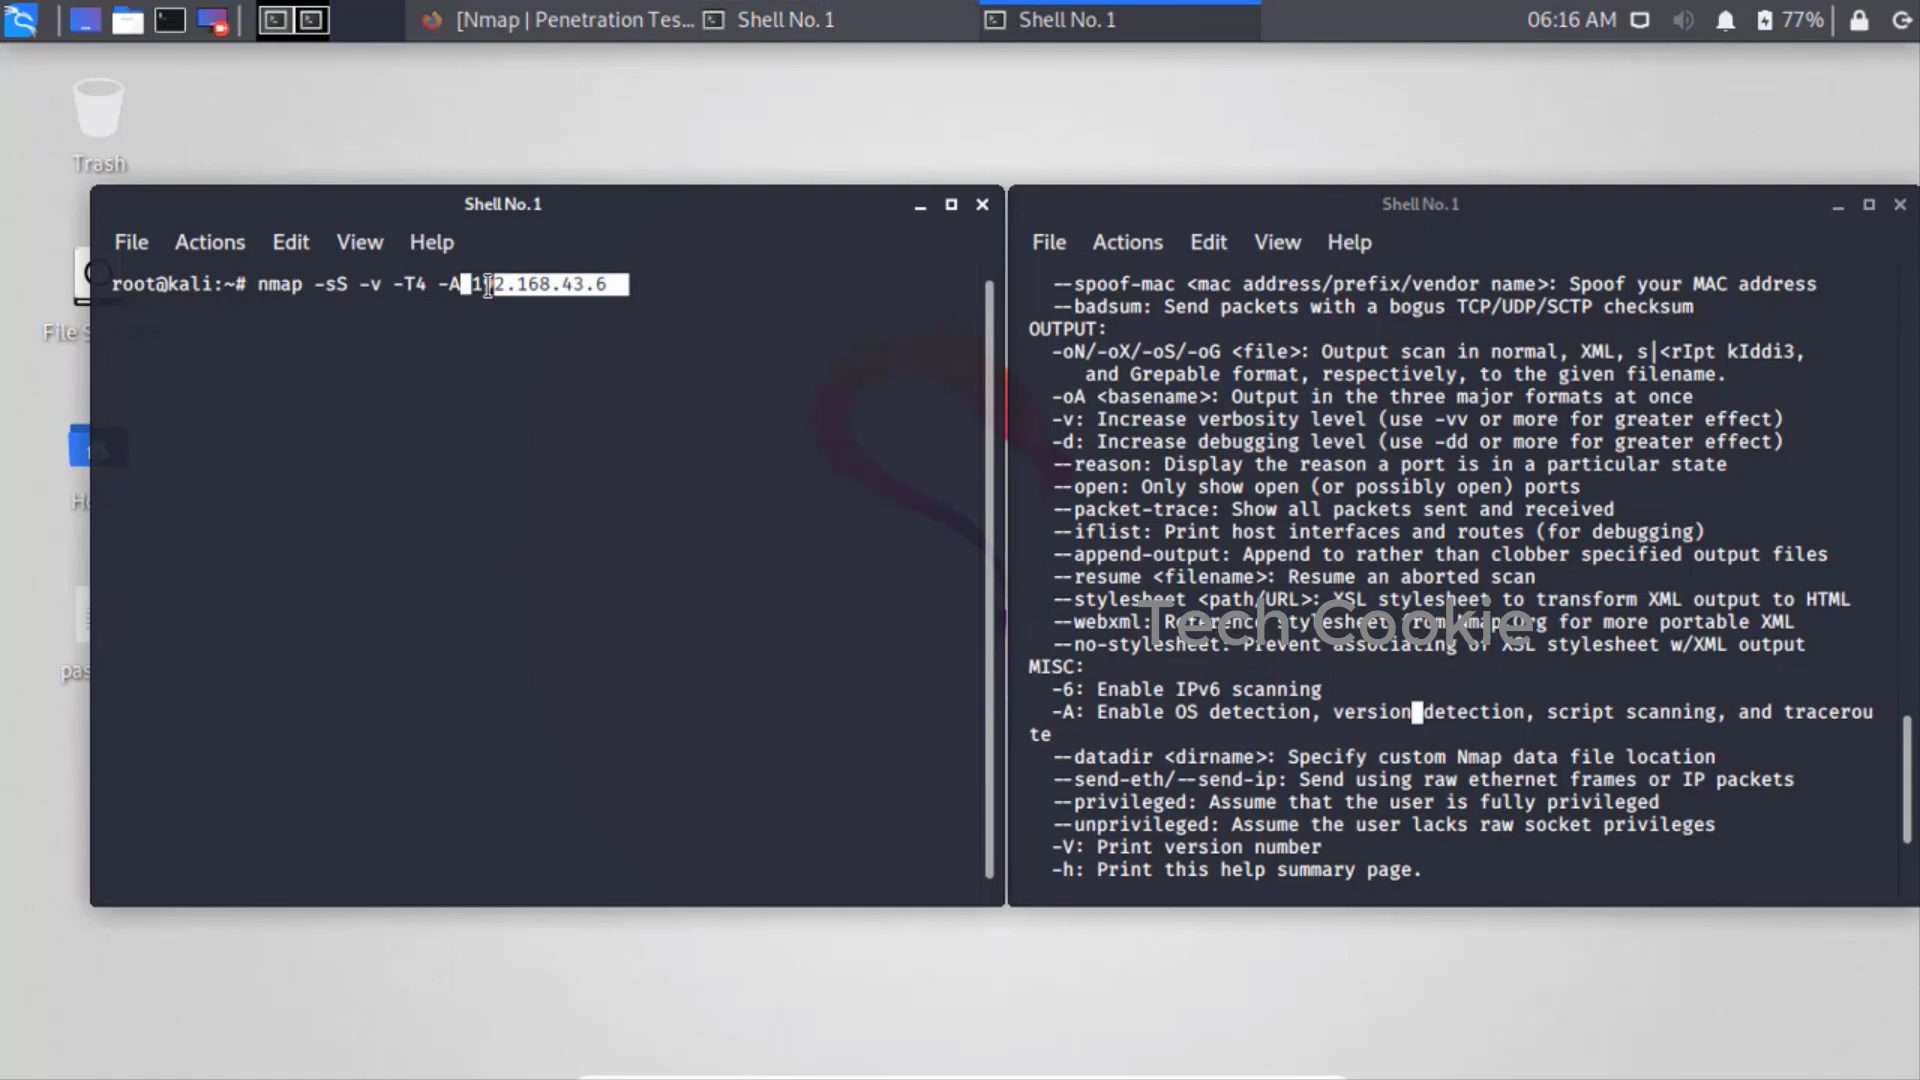 [Nmap | Penetration Tes...
Shell No. 1
Shell No. 1
06:16 AM
77%
Trash
Shell No. 1
File Actions Edit View Help
root@kali:~# nmap -sS -v -T4 -A 192.168.43.6
Shell No. 1
File Actions Edit View Help
--spoof-mac <mac address/prefix/vendor name>: Spoof your MAC address
--badsum: Send packets with a bogus TCP/UDP/SCTP checksum
OUTPUT:
-oN/-oX/-oS/-oG <file>: Output scan in normal, XML, s|<rIpt kIddi3,
and Grepable format, respectively, to the given filename.
-oA <basename>: Output in the three major formats at once
-v: Increase verbosity level (use -vv or more for greater effect)
-d: Increase debugging level (use -dd or more for greater effect)
--reason: Display the reason a port is in a particular state
--open: Only show open (or possibly open) ports
--packet-trace: Show all packets sent and received
--iflist: Print host interfaces and routes (for debugging)
--append-output: Append to rather than clobber specified output files
--resume <filename>: Resume an aborted scan
--stylesheet <path/URL>: XSL stylesheet to transform XML output to HTML
--webxml: Reference stylesheet from Nmap.Org for more portable XML
--no-stylesheet: Prevent associating of XSL stylesheet w/XML output
Tech Cookie
MISC:
-6: Enable IPv6 scanning
-A: Enable OS detection, version detection, script scanning, and tracerou
te
--datadir <dirname>: Specify custom Nmap data file location
--send-eth/--send-ip: Send using raw ethernet frames or IP packets
--privileged: Assume that the user is fully privileged
--unprivileged: Assume the user lacks raw socket privileges
-V: Print version number
-h: Print this help summary page.
File S
pas